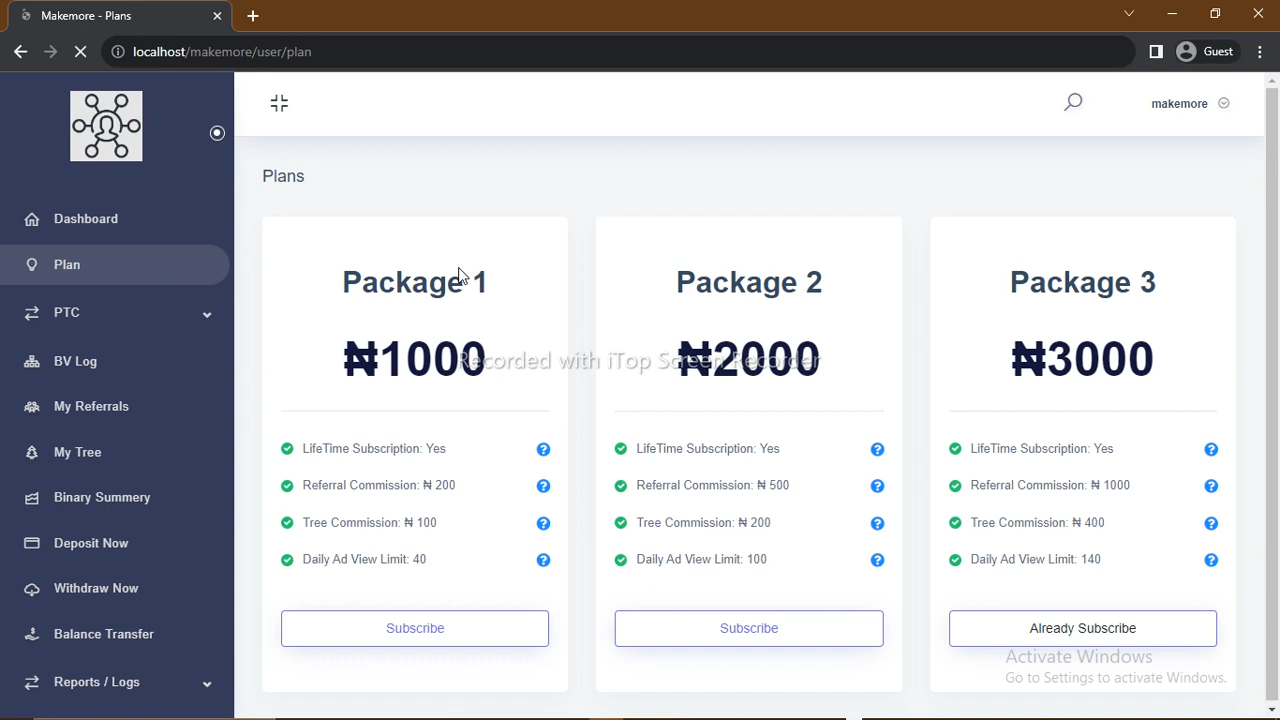 Makemore - Plans
localhost/makemore/user/plan
Guest
makemore
Dashboard
Plan
PTC
BV Log
My Referrals
My Tree
Binary Summery
Deposit Now
Withdraw Now
Balance Transfer
Reports / Logs
Plans
Package 1
₦1000
LifeTime Subscription: Yes
Referral Commission: ₦ 200
Tree Commission: ₦ 100
Daily Ad View Limit: 40
Subscribe
Package 2
₦2000
LifeTime Subscription: Yes
Referral Commission: ₦ 500
Tree Commission: ₦ 200
Daily Ad View Limit: 100
Subscribe
Package 3
₦3000
LifeTime Subscription: Yes
Referral Commission: ₦ 1000
Tree Commission: ₦ 400
Daily Ad View Limit: 140
Already Subscribe
Recorded with iTop Screen Recorder
Activate Windows
Go to Settings to activate Windows.